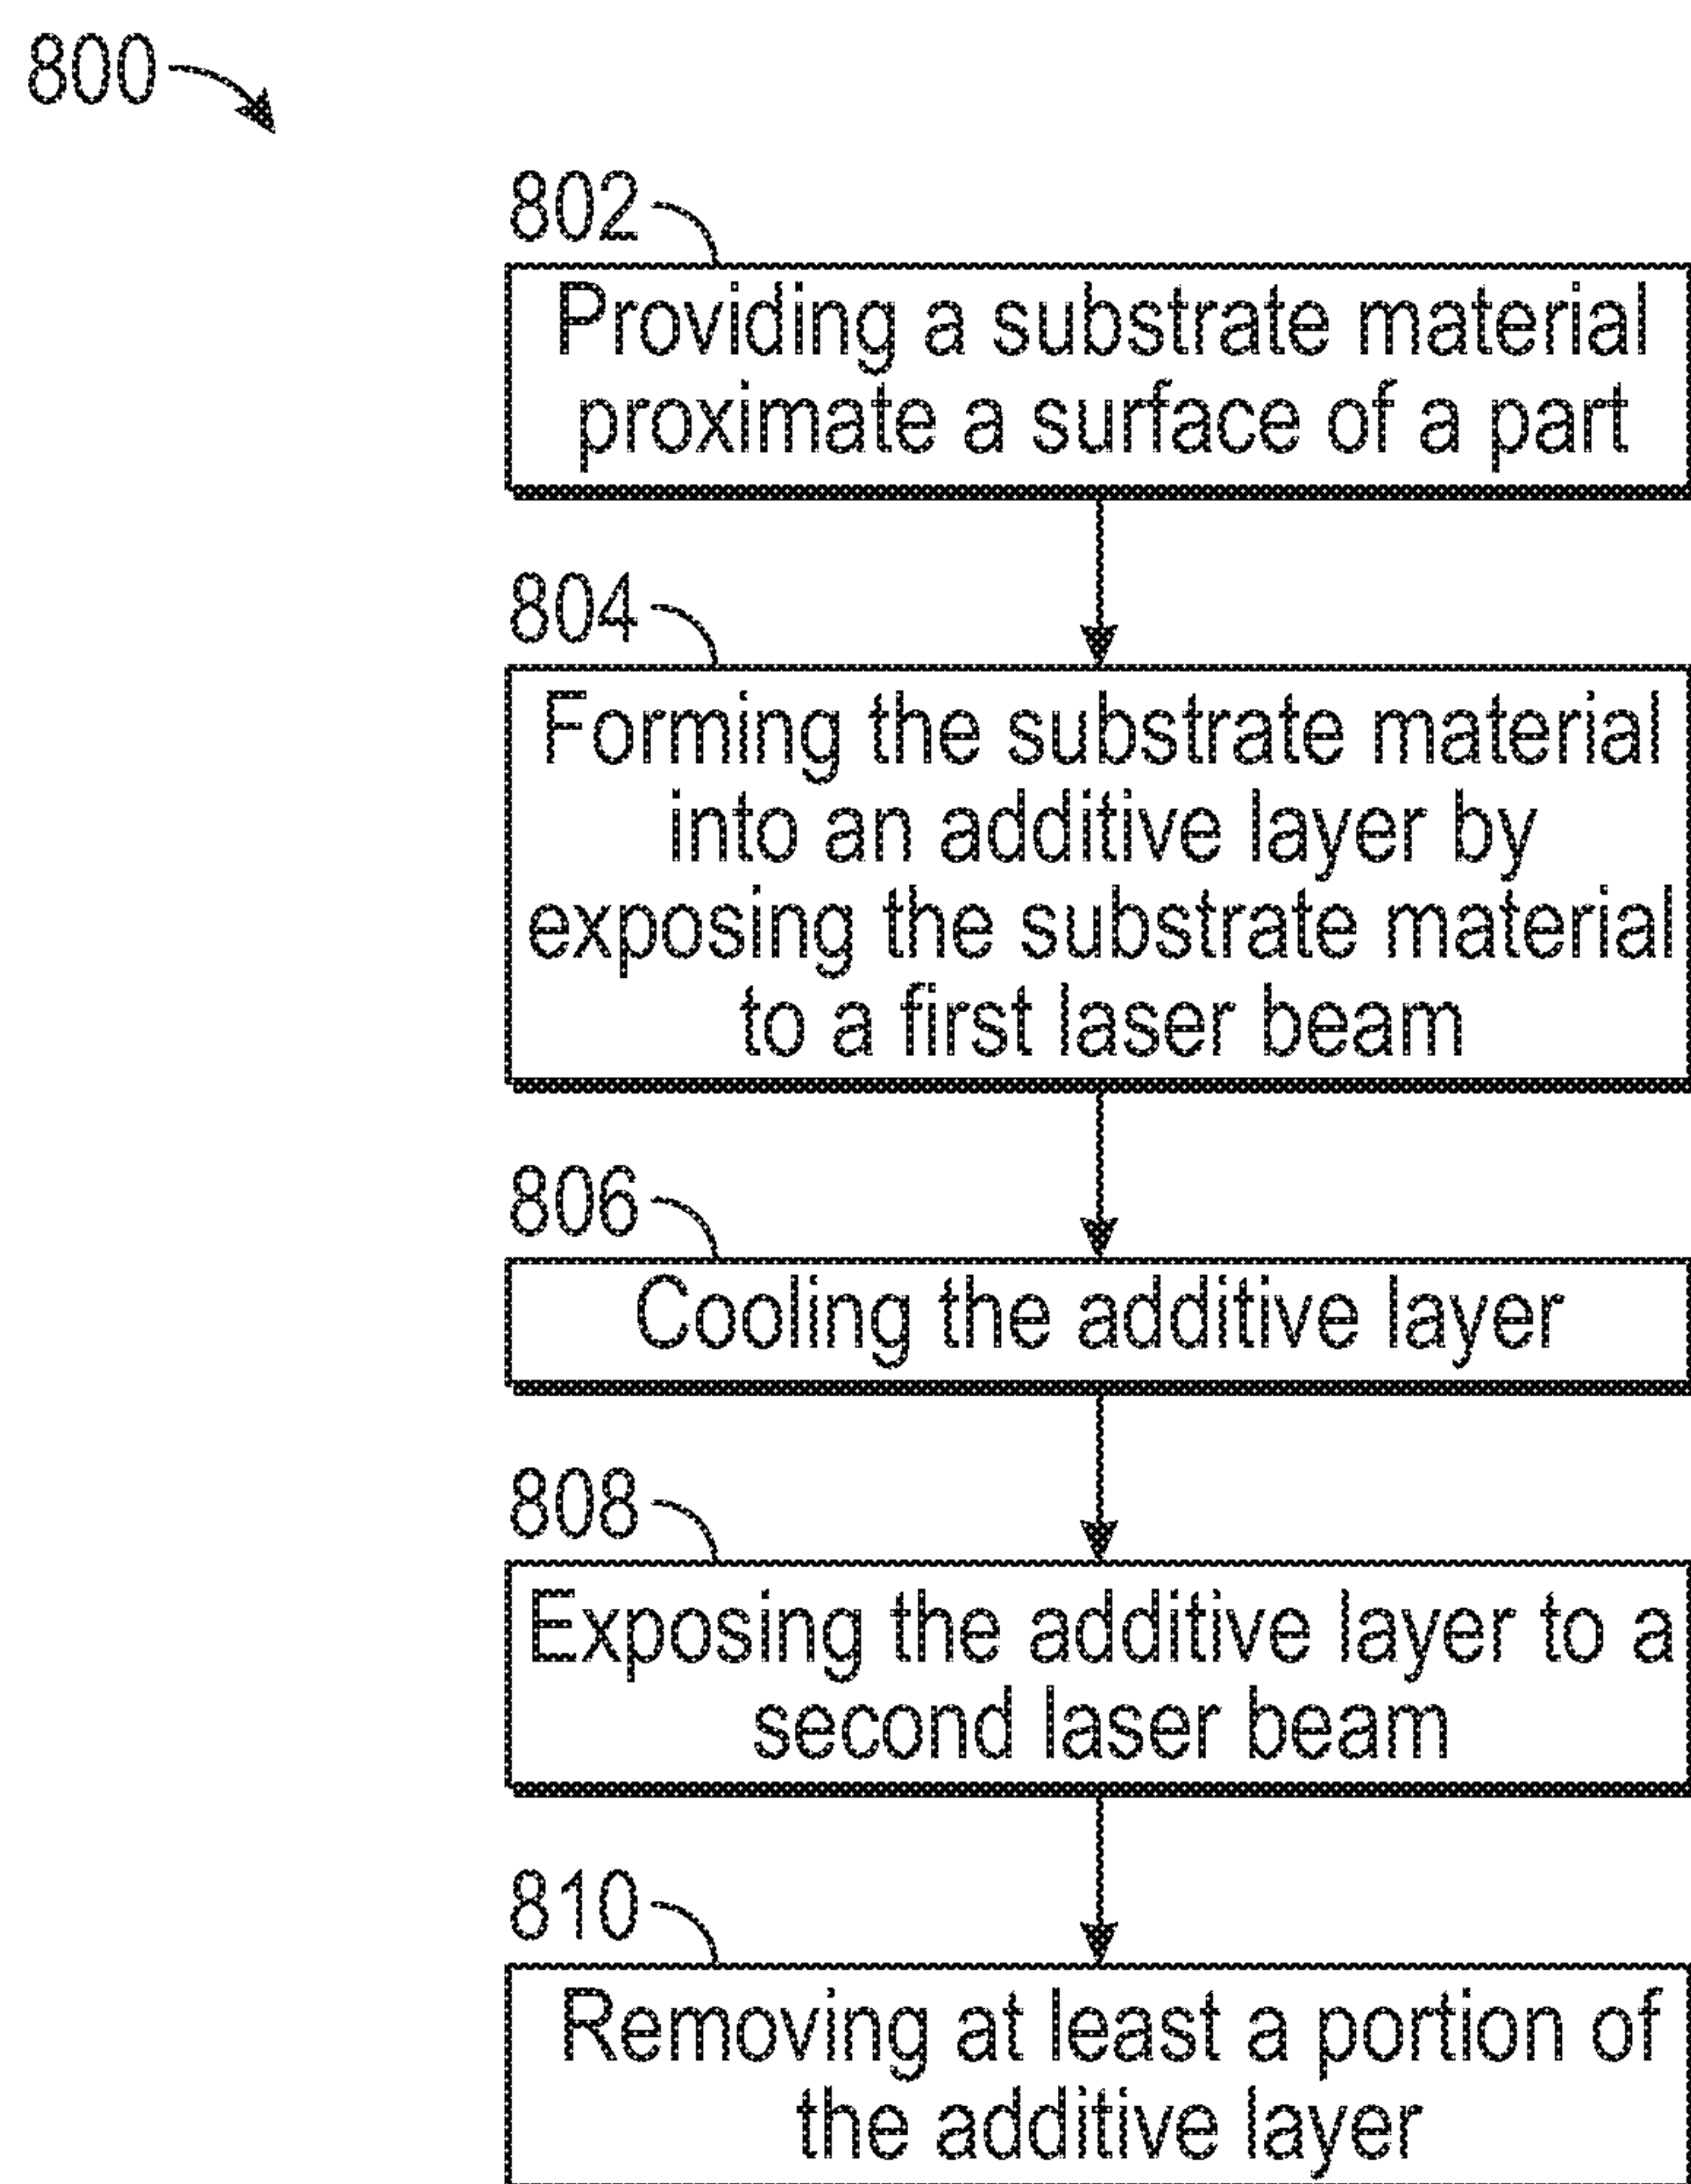 800
802
Providing a substrate material
proximate a surface of a part
804
Forming the substrate material
into an additive layer by
exposing the substrate material
to a first laser beam
806
Cooling the additive layer
808
Exposing the additive layer to a
second laser beam
810
Removing at least a portion of
the additive layer